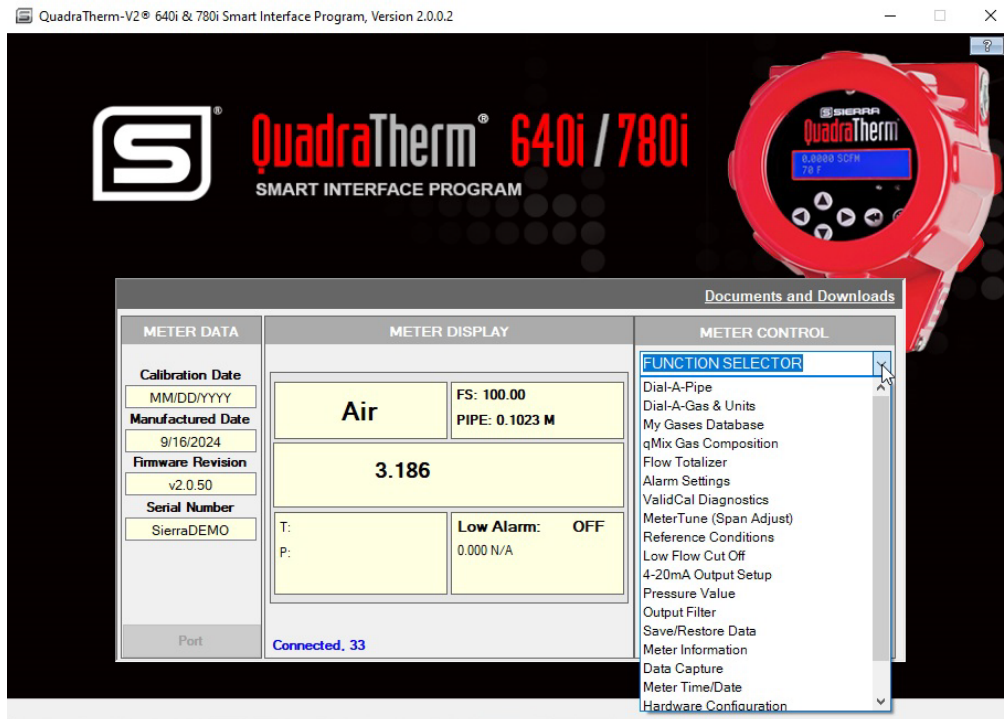 QuadraTherm-V2® 640i & 780i Smart Interface Program, Version 2.0.0.2
?
S®
QuadraTherm® 640i / 780i
SMART INTERFACE PROGRAM
SIERRA
QuadraTherm
0.0000 SCFM
70 F
Documents and Downloads
METER DATA
Calibration Date
MM/DD/YYYY
Manufactured Date
9/16/2024
Firmware Revision
v2.0.50
Serial Number
SierraDEMO
Port
METER DISPLAY
Air
FS: 100.00
PIPE: 0.1023 M
3.186
T:
P:
Low Alarm: OFF
0.000 N/A
Connected, 33
METER CONTROL
FUNCTION SELECTOR
Dial-A-Pipe
Dial-A-Gas & Units
My Gases Database
qMix Gas Composition
Flow Totalizer
Alarm Settings
ValidCal Diagnostics
MeterTune (Span Adjust)
Reference Conditions
Low Flow Cut Off
4-20mA Output Setup
Pressure Value
Output Filter
Save/Restore Data
Meter Information
Data Capture
Meter Time/Date
Hardware Configuration